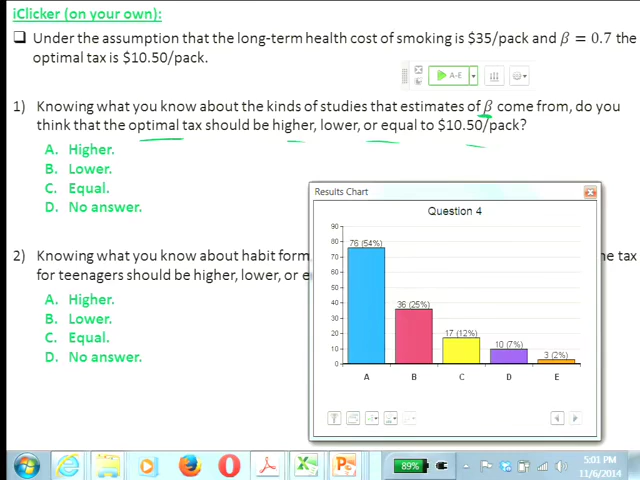 iClicker (on your own):
❑ Under the assumption that the long-term health cost of smoking is $35/pack and β = 0.7 the
optimal tax is $10.50/pack.
A-E
1) Knowing what you know about the kinds of studies that estimates of β come from, do you
think that the optimal tax should be higher, lower, or equal to $10.50/pack?
A. Higher.
B. Lower.
C. Equal.
D. No answer.
Results Chart
Question 4
90
80
70
60
50
40
30
20
10
0
76 (54%)
36 (25%)
17 (12%)
10 (7%)
3 (2%)
A B C D E
2) Knowing what you know about habit form he tax
for teenagers should be higher, lower, or e
A. Higher.
B. Lower.
C. Equal.
D. No answer.
89%
5:01 PM
11/6/2014